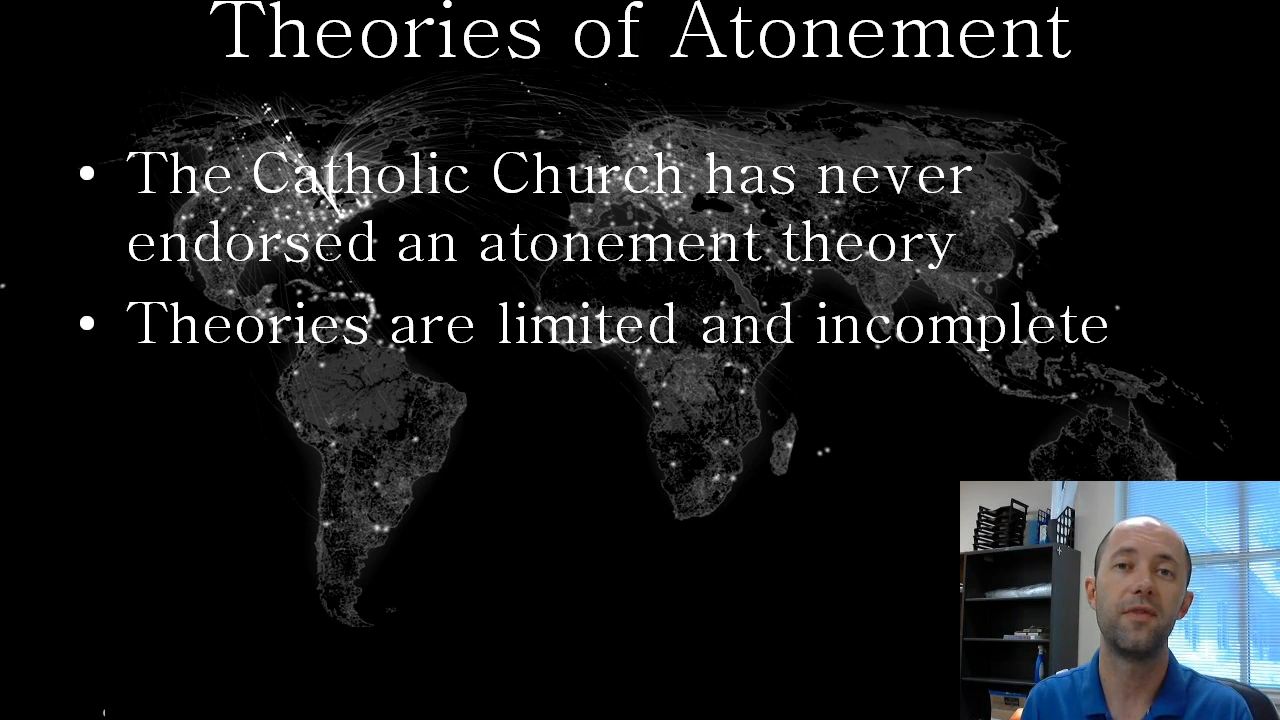 Theories of Atonement
• The Catholic Church has never
endorsed an atonement theory
• Theories are limited and incomplete